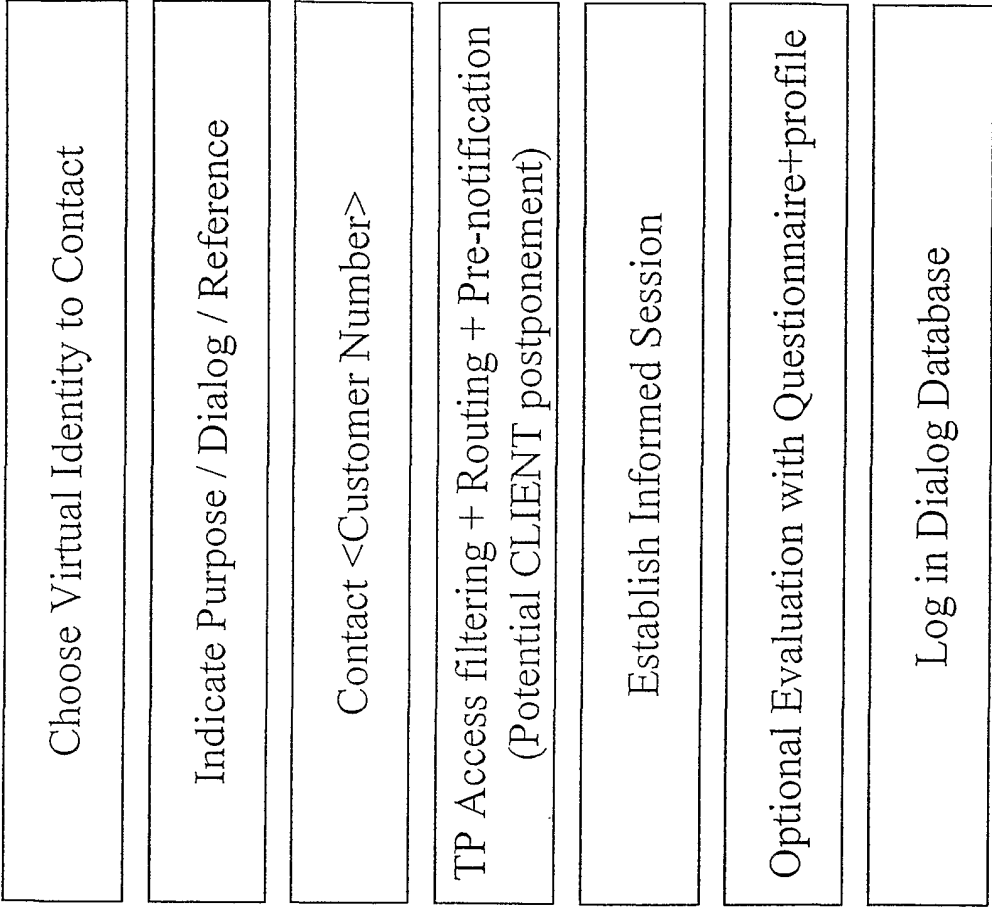 Choose Virtual Identity to Contact
Indicate Purpose / Dialog / Reference
Contact <Customer Number>
TP Access filtering + Routing + Pre-notification
(Potential CLIENT postponement)
Establish Informed Session
Optional Evaluation with Questionnaire+profile
Log in Dialog Database